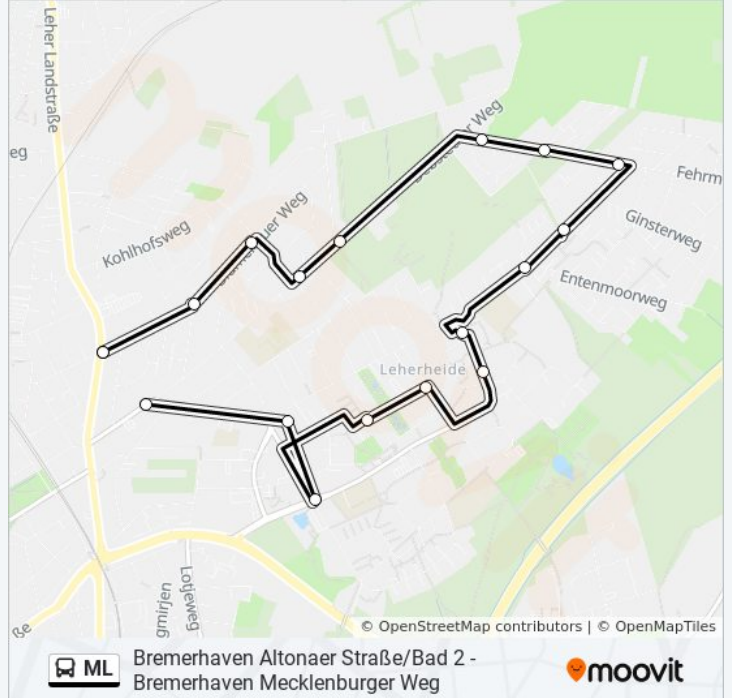 Leher Landstraße
eg
Weg
Fehrm
Kohlhofsweg
uer Weg
Ginsterweg
Entenmoorweg
Leherheide
Lotjeweg
gmirjen
ße
© OpenStreetMap contributors | © OpenMapTiles
ML
Bremerhaven Altonaer Straße/Bad 2 -
Bremerhaven Mecklenburger Weg
moovit